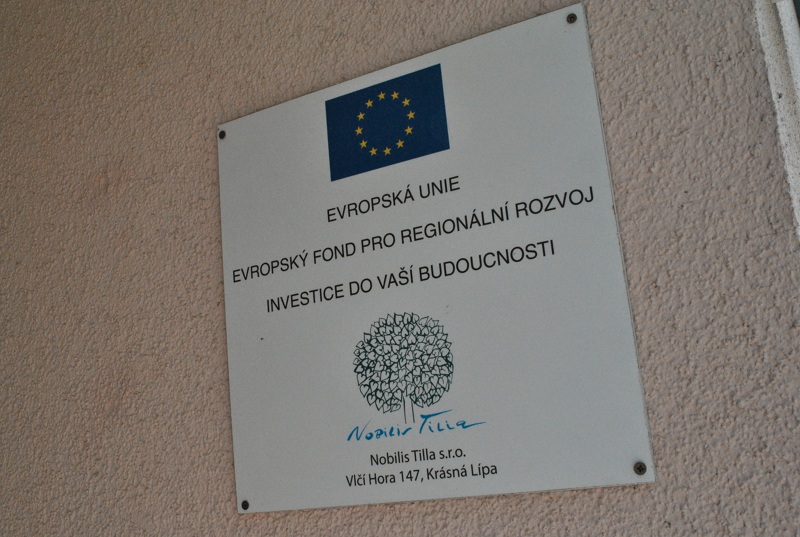 EVROPSKÁ UNIE
EVROPSKÝ FOND PRO REGIONÁLNÍ ROZVOJ
INVESTICE DO VAŠÍ BUDOUCNOSTI
Nobilis Tilia
Nobilis Tilla s.r.o.
Vlčí Hora 147, Krásná Lípa